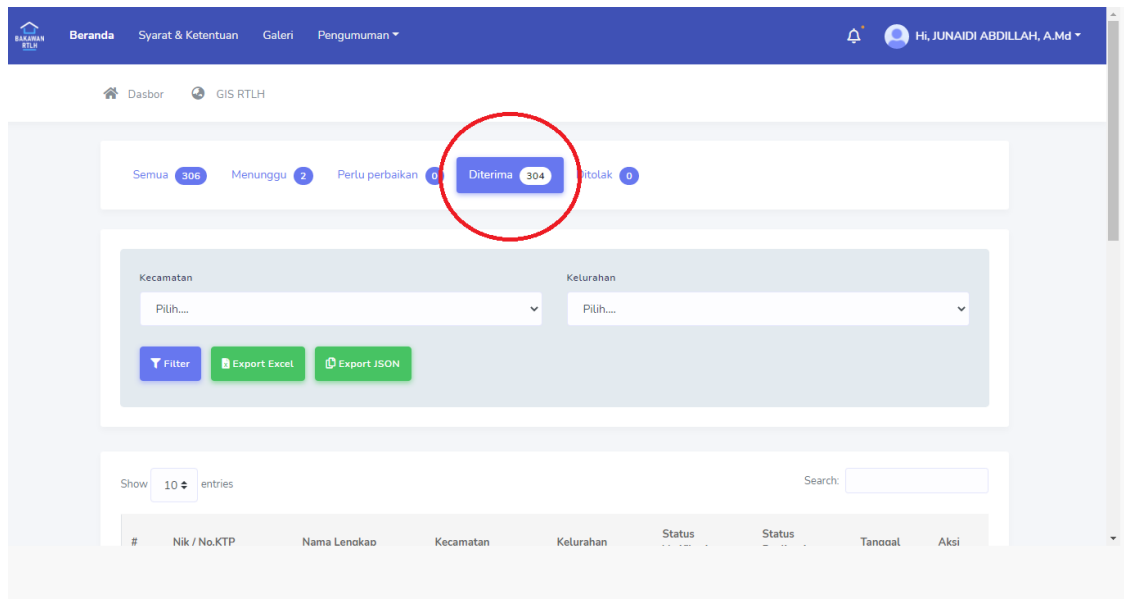 BAKAWAN
RTLH
Beranda Syarat & Ketentuan Galeri Pengumuman Hi, JUNAIDI ABDILLAH, A.Md
Dasbor GIS RTLH
Semua 306 Menunggu 2 Perlu perbaikan 0 Diterima 304 Ditolak 0
Kecamatan Kelurahan
Pilih.... Pilih....
Filter Export Excel Export JSON
Show 10 entries Search:
# Nik / No.KTP Nama Lengkap Kecamatan Kelurahan Status Status Tanggal Aksi